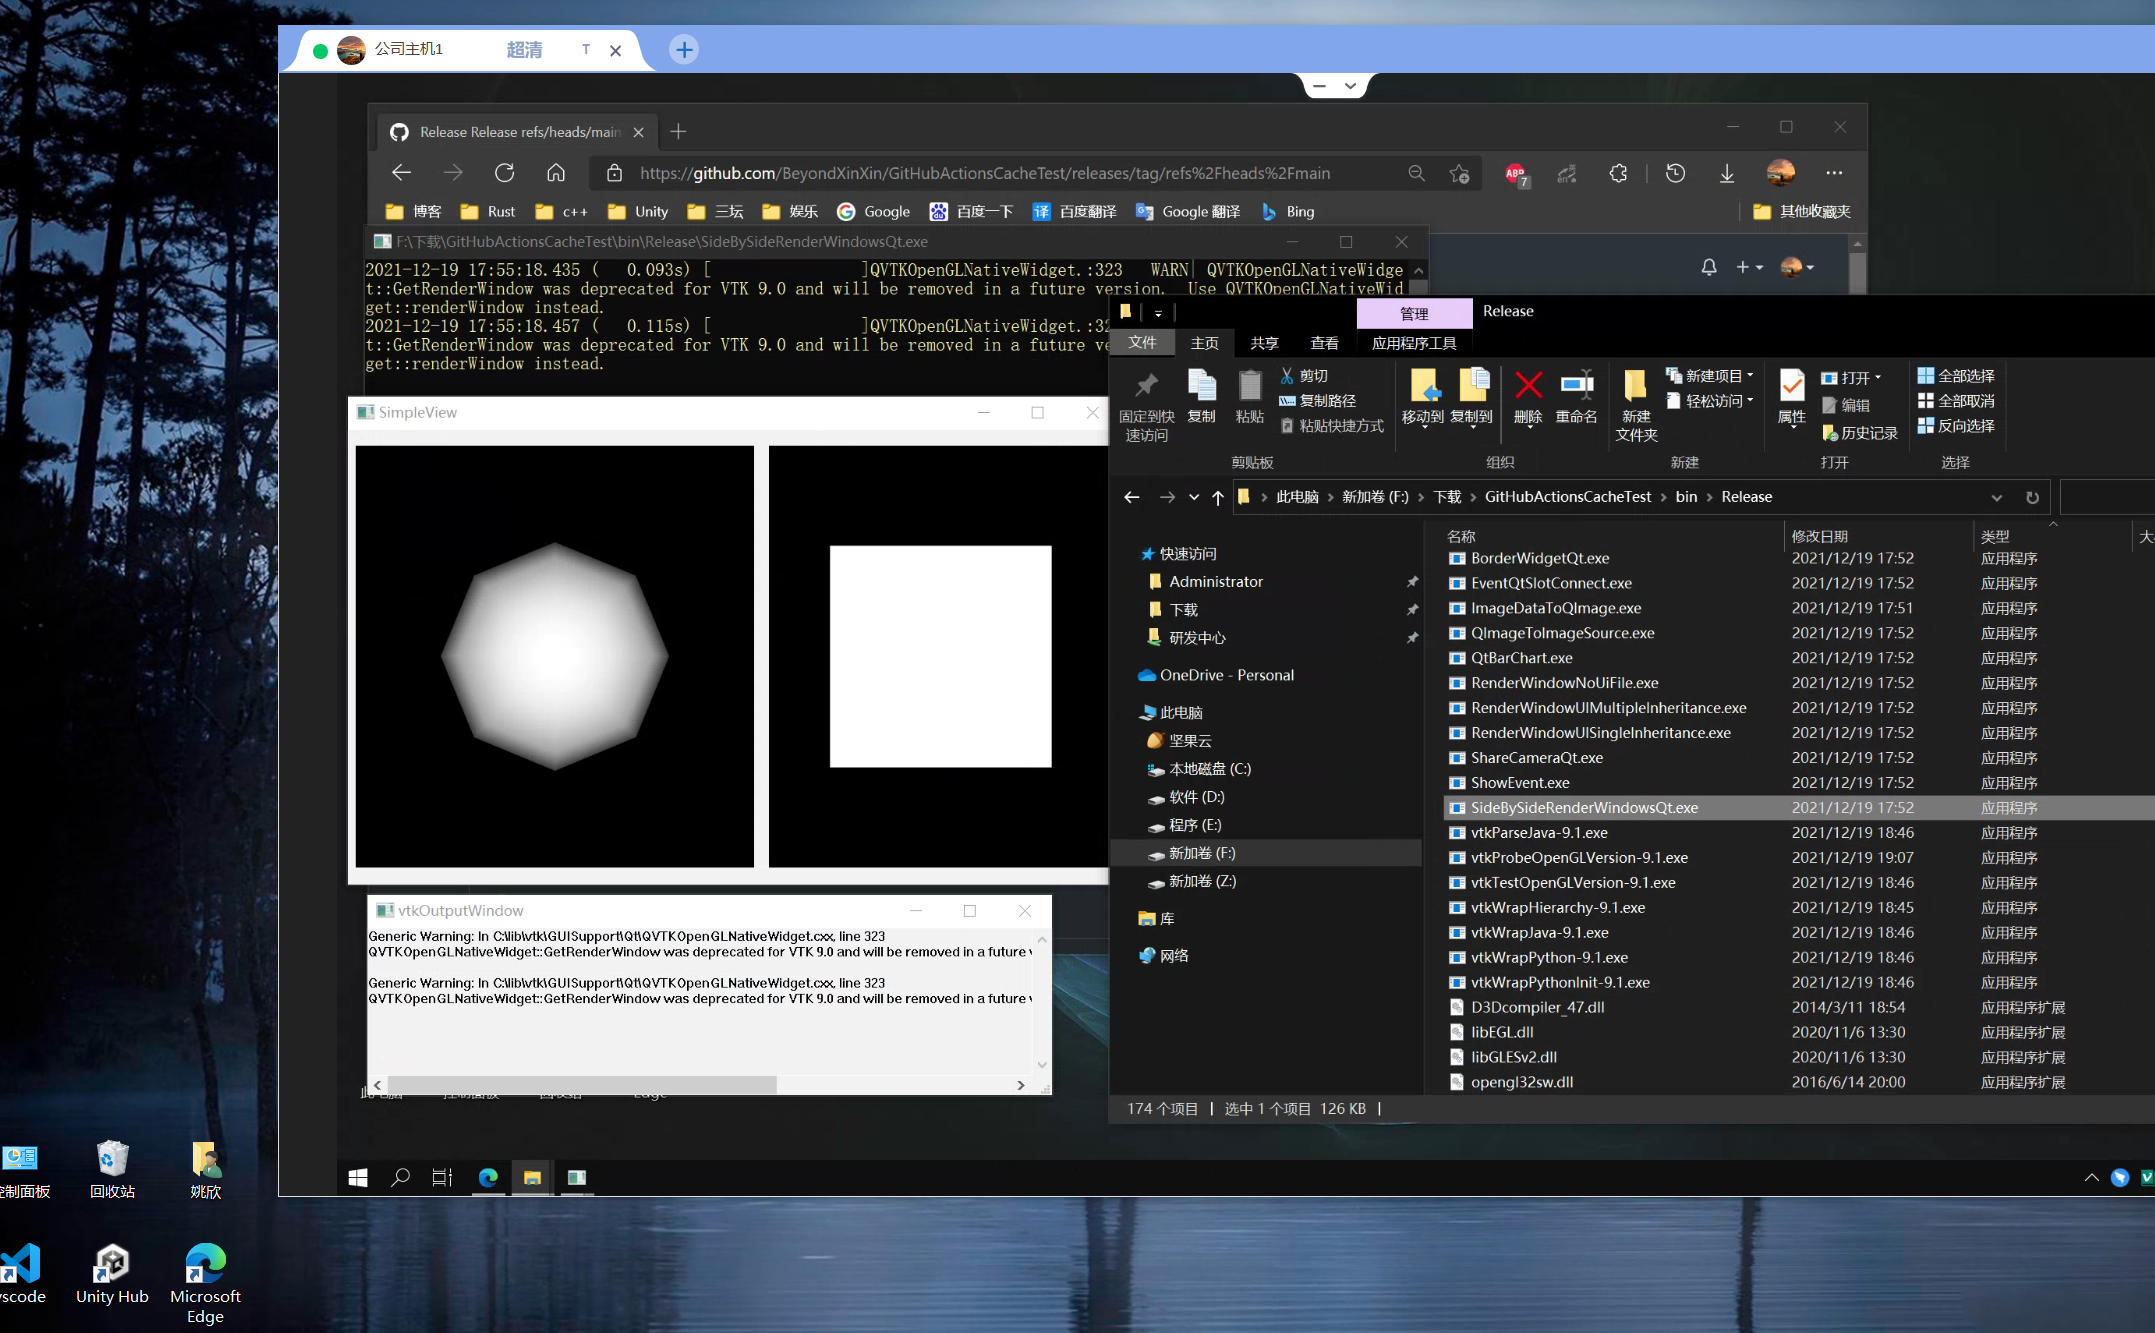 公司主机1 超清 T
Release Release refs/heads/main
https://github.com/BeyondXinXin/GitHubActionsCacheTest/releases/tag/refs%2Fheads%2Fmain
ABP 7
博客 Rust c++ Unity 三坛 娱乐 Google 百度一下 百度翻译 Google 翻译 Bing 其他收藏夹
F:\下载\GitHubActionsCacheTest\bin\Release\SideBySideRenderWindowsQt.exe
2021-12-19 17:55:18.435 ( 0.093s) [ ]QVTKOpenGLNativeWidget.:323 WARN| QVTKOpenGLNativeWidge
t::GetRenderWindow was deprecated for VTK 9.0 and will be removed in a future version. Use QVTKOpenGLNativeWid
get::renderWindow instead.
2021-12-19 17:55:18.457 ( 0.115s) [ ]QVTKOpenGLNativeWidget.:32
t::GetRenderWindow was deprecated for VTK 9.0 and will be removed in a future ve
get::renderWindow instead.
SimpleView
vtkOutputWindow
Generic Warning: In C:\lib\vtk\GUISupport\Qt\QVTKOpenGLNativeWidget.cxx, line 323
QVTKOpenGLNativeWidget::GetRenderWindow was deprecated for VTK 9.0 and will be removed in a future
Generic Warning: In C:\lib\vtk\GUISupport\Qt\QVTKOpenGLNativeWidget.cxx, line 323
QVTKOpenGLNativeWidget::GetRenderWindow was deprecated for VTK 9.0 and will be removed in a future
管理 Release
文件 主页 共享 查看 应用程序工具
固定到快速访问 复制 粘贴 剪切 复制路径 粘贴快捷方式
移动到 复制到 删除 重命名
新建文件夹 新建项目 轻松访问
属性 打开 编辑 历史记录
全部选择 全部取消 反向选择
剪贴板 组织 新建 打开 选择
此电脑 新加卷 (F:) 下载 GitHubActionsCacheTest bin Release
快速访问
Administrator
下载
研发中心
OneDrive - Personal
此电脑
坚果云
本地磁盘 (C:)
软件 (D:)
程序 (E:)
新加卷 (F:)
新加卷 (Z:)
库
网络
名称 修改日期 类型
BorderWidgetQt.exe 2021/12/19 17:52 应用程序
EventQtSlotConnect.exe 2021/12/19 17:52 应用程序
ImageDataToQImage.exe 2021/12/19 17:51 应用程序
QImageToImageSource.exe 2021/12/19 17:52 应用程序
QtBarChart.exe 2021/12/19 17:52 应用程序
RenderWindowNoUiFile.exe 2021/12/19 17:52 应用程序
RenderWindowUIMultipleInheritance.exe 2021/12/19 17:52 应用程序
RenderWindowUISingleInheritance.exe 2021/12/19 17:52 应用程序
ShareCameraQt.exe 2021/12/19 17:52 应用程序
ShowEvent.exe 2021/12/19 17:52 应用程序
SideBySideRenderWindowsQt.exe 2021/12/19 17:52 应用程序
vtkParseJava-9.1.exe 2021/12/19 18:46 应用程序
vtkProbeOpenGLVersion-9.1.exe 2021/12/19 19:07 应用程序
vtkTestOpenGLVersion-9.1.exe 2021/12/19 18:46 应用程序
vtkWrapHierarchy-9.1.exe 2021/12/19 18:45 应用程序
vtkWrapJava-9.1.exe 2021/12/19 18:46 应用程序
vtkWrapPython-9.1.exe 2021/12/19 18:46 应用程序
vtkWrapPythonInit-9.1.exe 2021/12/19 18:46 应用程序
D3Dcompiler_47.dll 2014/3/11 18:54 应用程序扩展
libEGL.dll 2020/11/6 13:30 应用程序扩展
libGLESv2.dll 2020/11/6 13:30 应用程序扩展
opengl32sw.dll 2016/6/14 20:00 应用程序扩展
174 个项目 选中 1 个项目 126 KB
控制面板 回收站 姚欣
vscode Unity Hub Microsoft Edge